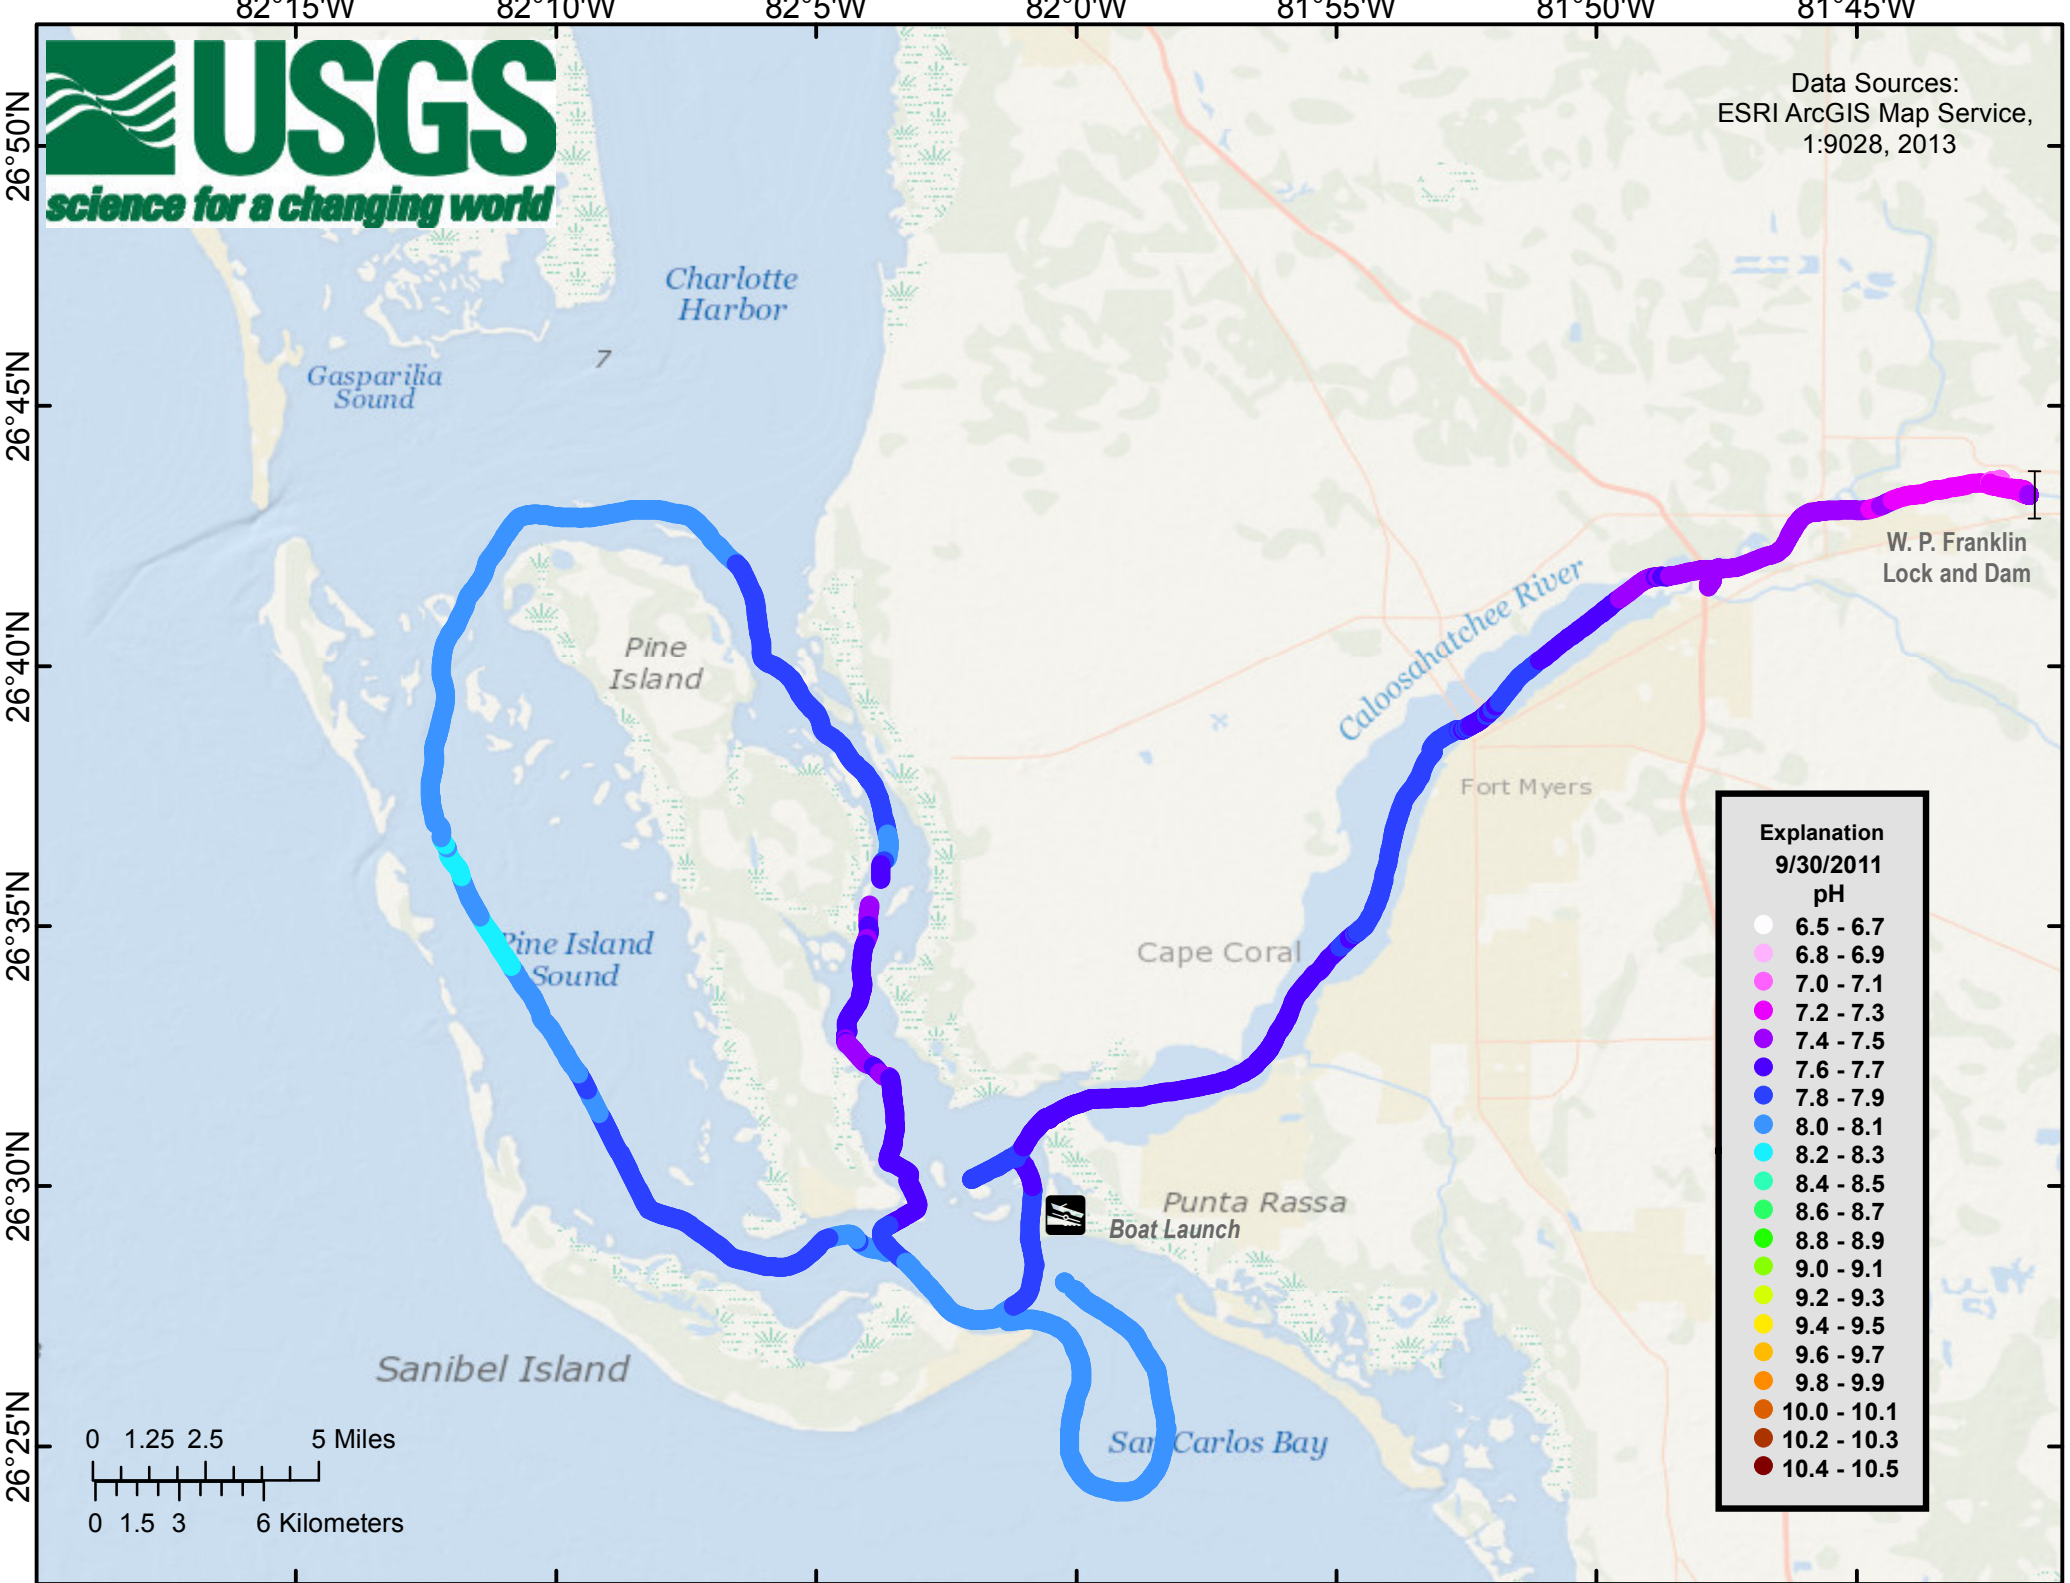 82°15'W 82°10'W 82°5'W 82°0'W 81°55'W 81°50'W 81°45'W
USGS
science for a changing world
Data Sources:
ESRI ArcGIS Map Service,
1:9028, 2013
26°50'N
26°45'N
26°40'N
26°35'N
26°30'N
26°25'N
Charlotte
Harbor
7
Gasparilia
Sound
W. P. Franklin
Lock and Dam
Caloosahatchee River
Pine
Island
Fort Myers
Cape Coral
Pine Island
Sound
Punta Rassa
Boat Launch
Sanibel Island
San Carlos Bay
Explanation
9/30/2011
pH
6.5 - 6.7
6.8 - 6.9
7.0 - 7.1
7.2 - 7.3
7.4 - 7.5
7.6 - 7.7
7.8 - 7.9
8.0 - 8.1
8.2 - 8.3
8.4 - 8.5
8.6 - 8.7
8.8 - 8.9
9.0 - 9.1
9.2 - 9.3
9.4 - 9.5
9.6 - 9.7
9.8 - 9.9
10.0 - 10.1
10.2 - 10.3
10.4 - 10.5
0 1.25 2.5 5 Miles
0 1.5 3 6 Kilometers